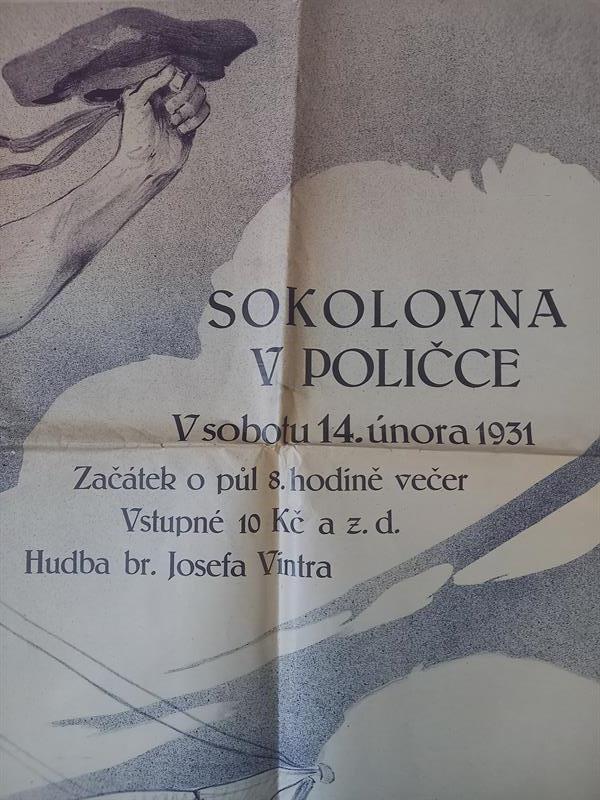 SOKOLOVNA
V POLIČCE
V sobotu 14. února 1931
Začátek o půl 8. hodině večer
Vstupné 10 Kč a z. d.
Hudba br. Josefa Vintra